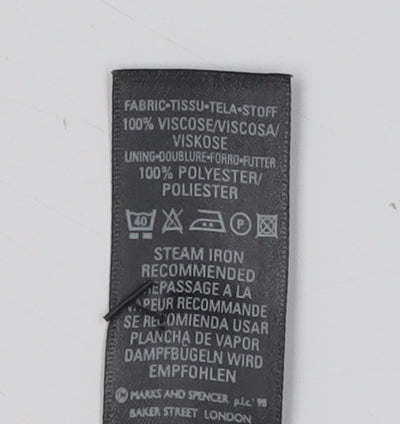 FABRIC•TISSU•TELA•STOFF
100% VISCOSE/VISCOSA/
VISKOSE
LINING•DOUBLURE•FORRO•FUTTER
100% POLYESTER/
POLIESTER
40 P
STEAM IRON
RECOMMENDED
A LA
VAPEUR RECOMMANDE
SE RECOMIENDA USAR
PLANCHA DE VAPOR
DAMPFBÜGELN WIRD
EMPFOHLEN
© MARKS AND SPENCER p.l.c. '98
BAKER STREET LONDON